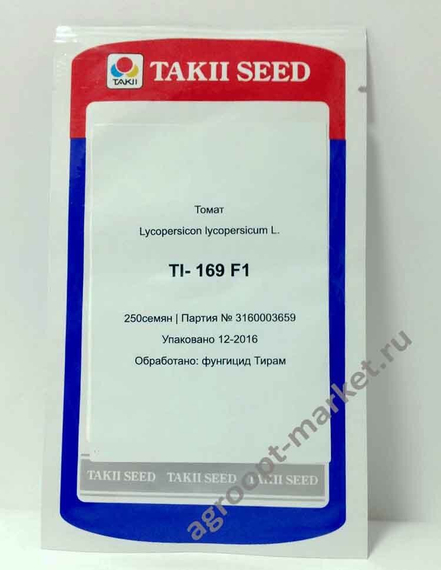 TAKII
TAKII SEED
Томат
Lycopersicon lycopersicum L.
TI- 169 F1
250семян | Партия № 3160003659
Упаковано 12-2016
Обработано: фунгицид Тирам
TAKII SEED TAKII SEED TAKII SEED
agroopt-market.ru